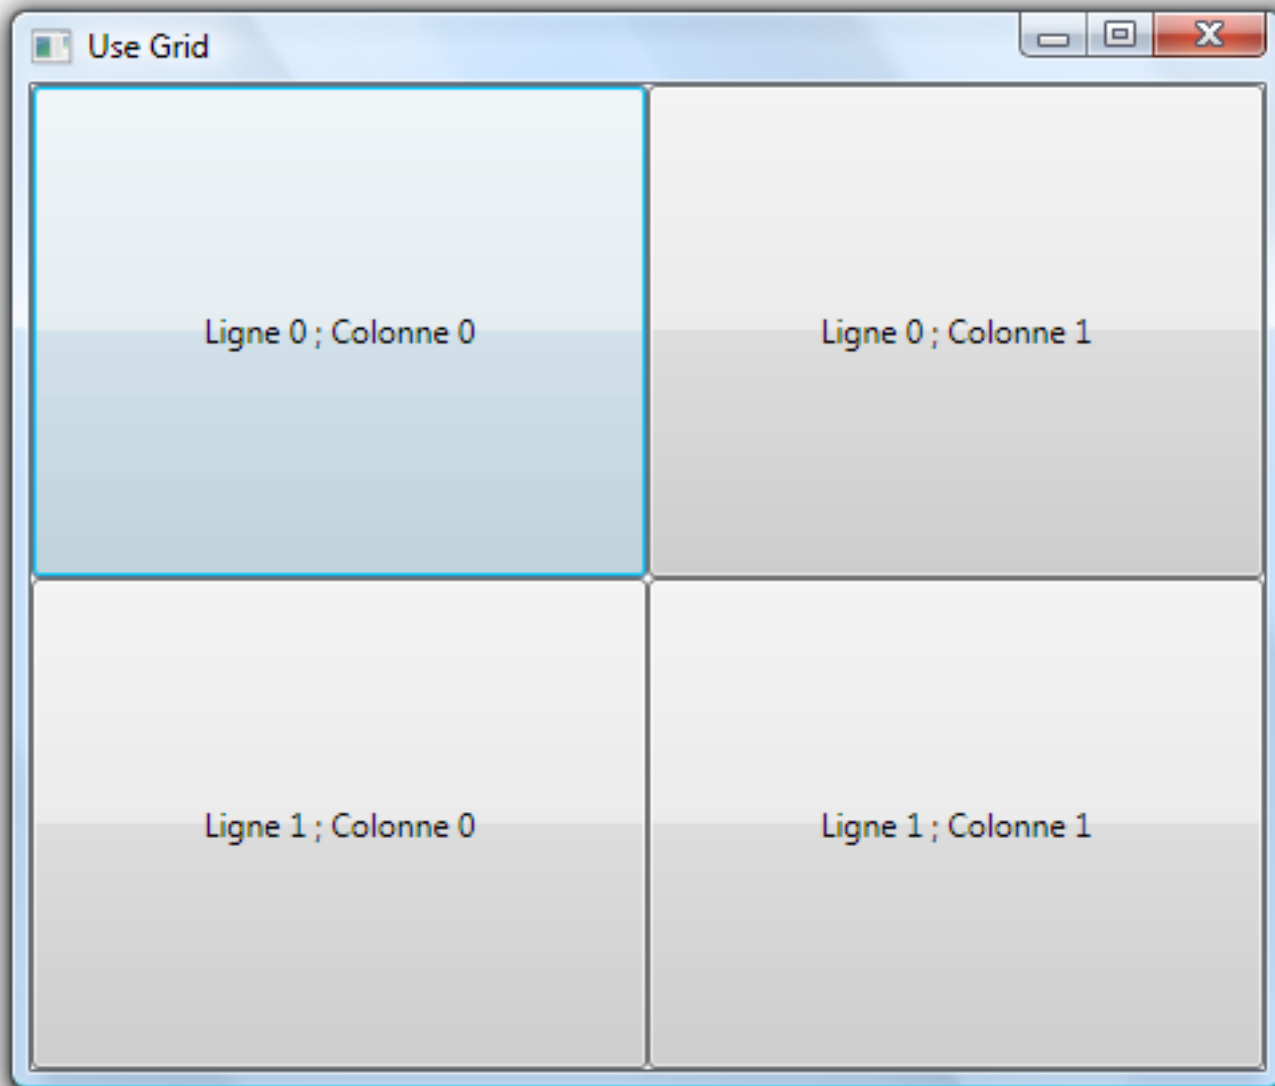 Use Grid
Ligne 0 ; Colonne 0
Ligne 0 ; Colonne 1
Ligne 1 ; Colonne 0
Ligne 1 ; Colonne 1